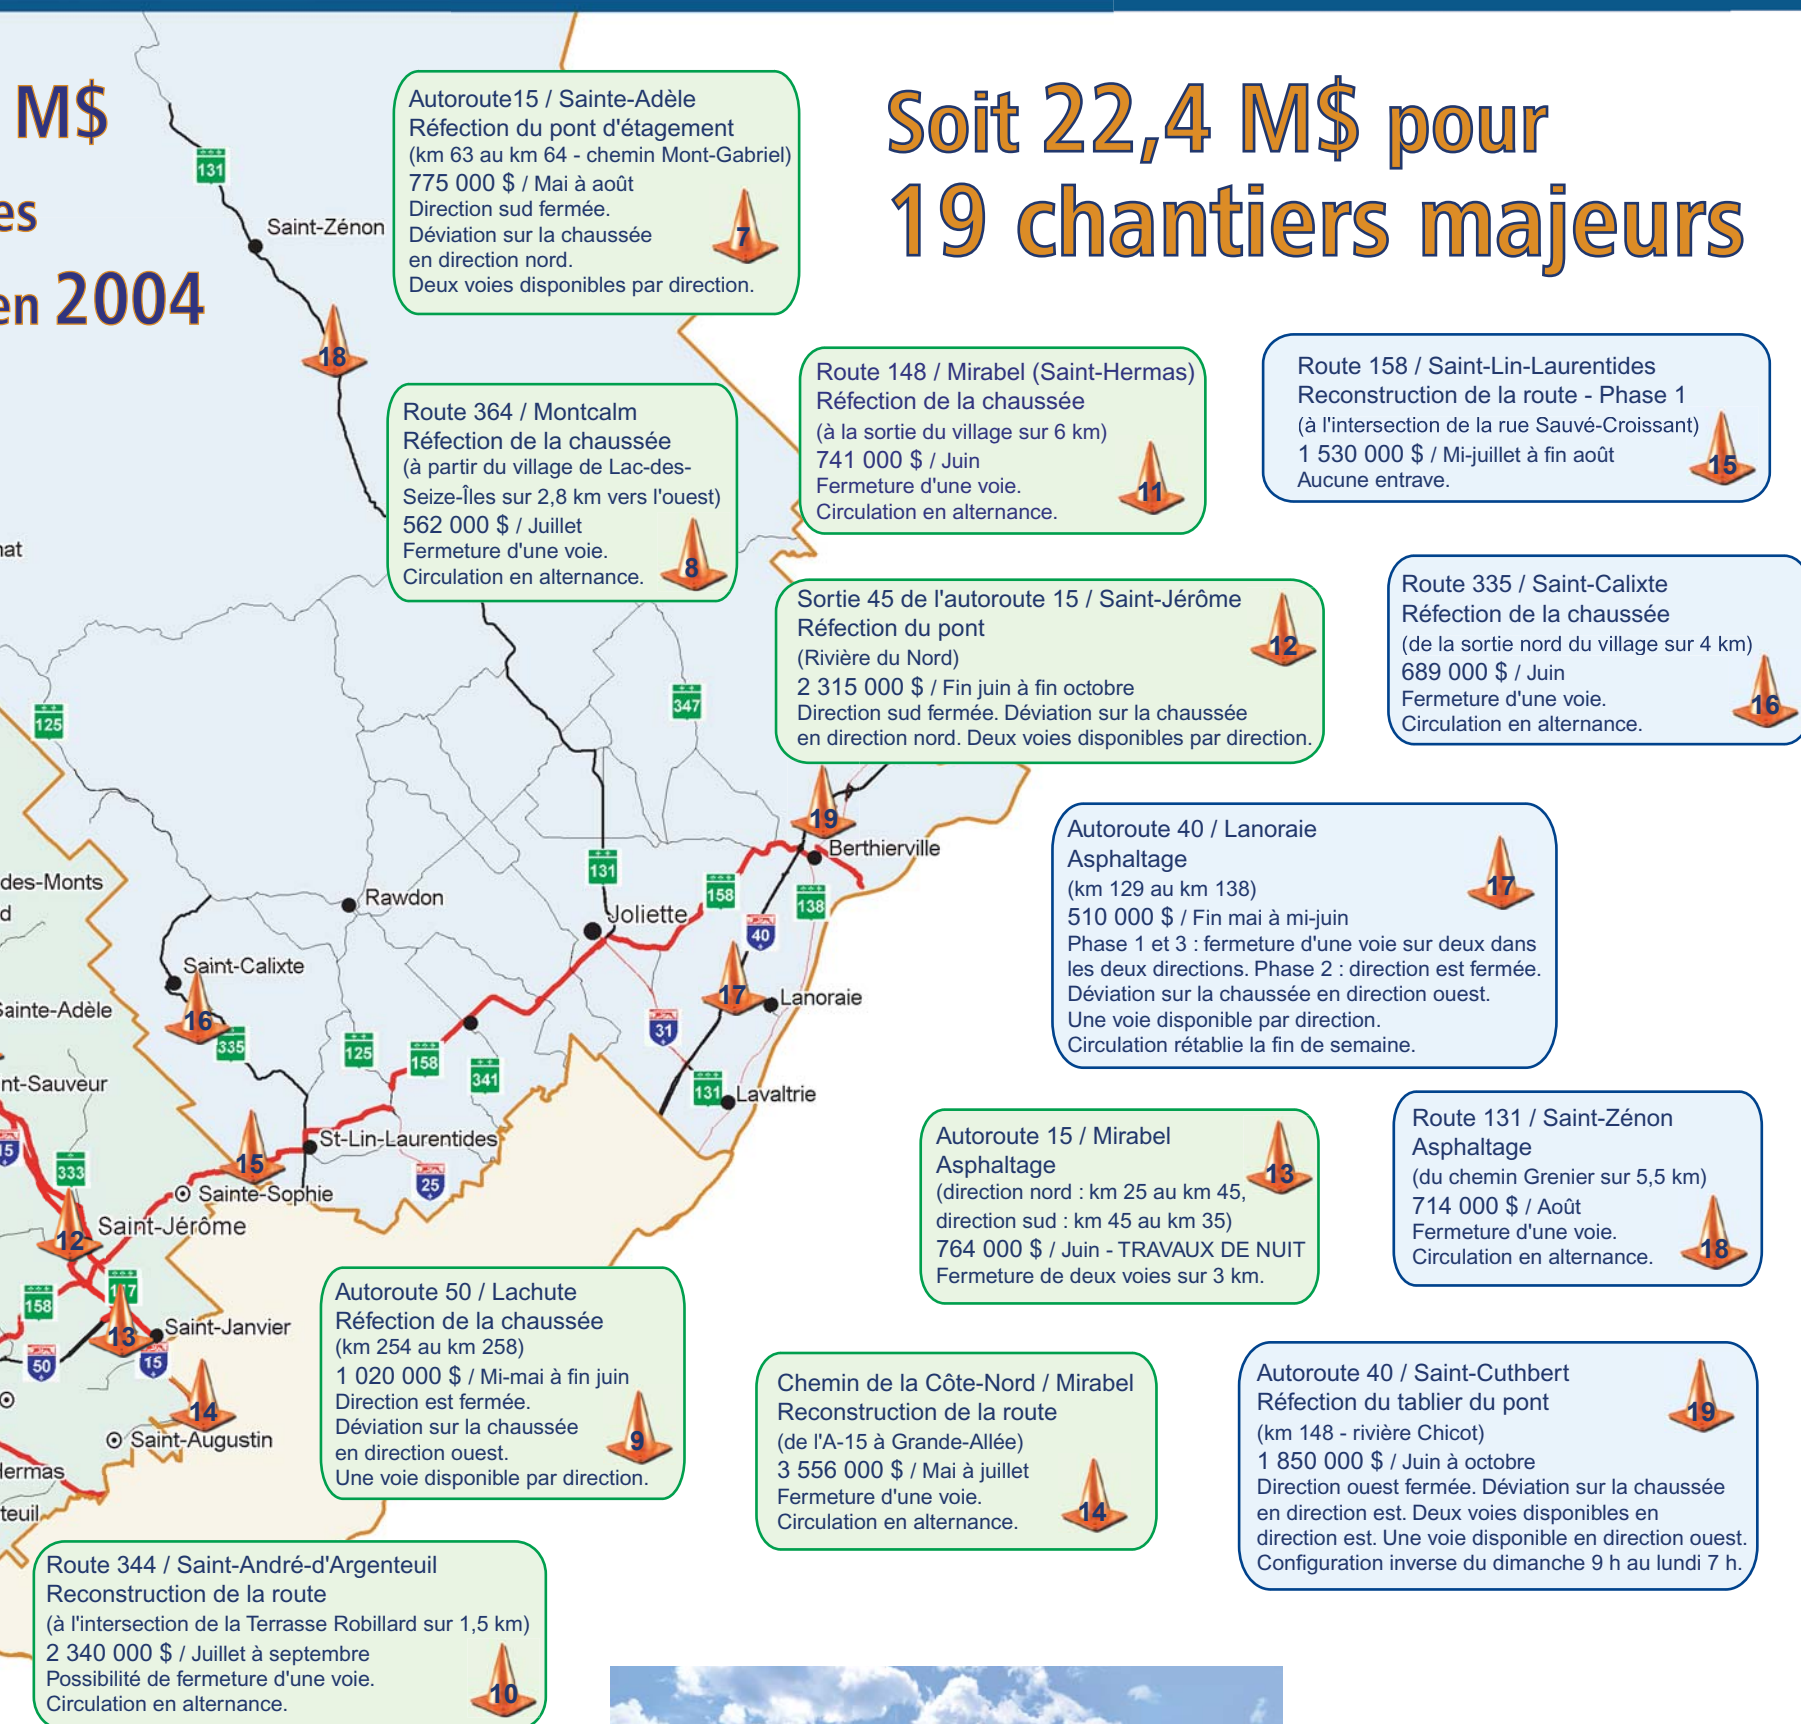 M$
es
en 2004
Soit 22,4 M$ pour
19 chantiers majeurs
Autoroute15 / Sainte-Adèle
Réfection du pont d'étagement
(km 63 au km 64 - chemin Mont-Gabriel)
775 000 $ / Mai à août
Direction sud fermée.
Déviation sur la chaussée
en direction nord.
Deux voies disponibles par direction.
7
Route 364 / Montcalm
Réfection de la chaussée
(à partir du village de Lac-des-
Seize-Îles sur 2,8 km vers l'ouest)
562 000 $ / Juillet
Fermeture d'une voie.
Circulation en alternance.
8
Route 148 / Mirabel (Saint-Hermas)
Réfection de la chaussée
(à la sortie du village sur 6 km)
741 000 $ / Juin
Fermeture d'une voie.
Circulation en alternance.
11
Route 158 / Saint-Lin-Laurentides
Reconstruction de la route - Phase 1
(à l'intersection de la rue Sauvé-Croissant)
1 530 000 $ / Mi-juillet à fin août
Aucune entrave.
15
Sortie 45 de l'autoroute 15 / Saint-Jérôme
Réfection du pont
(Rivière du Nord)
2 315 000 $ / Fin juin à fin octobre
Direction sud fermée. Déviation sur la chaussée
en direction nord. Deux voies disponibles par direction.
12
Route 335 / Saint-Calixte
Réfection de la chaussée
(de la sortie nord du village sur 4 km)
689 000 $ / Juin
Fermeture d'une voie.
Circulation en alternance.
16
Autoroute 40 / Lanoraie
Asphaltage
(km 129 au km 138)
510 000 $ / Fin mai à mi-juin
Phase 1 et 3 : fermeture d'une voie sur deux dans
les deux directions. Phase 2 : direction est fermée.
Déviation sur la chaussée en direction ouest.
Une voie disponible par direction.
Circulation rétablie la fin de semaine.
17
Autoroute 15 / Mirabel
Asphaltage
(direction nord : km 25 au km 45,
direction sud : km 45 au km 35)
764 000 $ / Juin - TRAVAUX DE NUIT
Fermeture de deux voies sur 3 km.
13
Route 131 / Saint-Zénon
Asphaltage
(du chemin Grenier sur 5,5 km)
714 000 $ / Août
Fermeture d'une voie.
Circulation en alternance.
18
Autoroute 50 / Lachute
Réfection de la chaussée
(km 254 au km 258)
1 020 000 $ / Mi-mai à fin juin
Direction est fermée.
Déviation sur la chaussée
en direction ouest.
Une voie disponible par direction.
9
Chemin de la Côte-Nord / Mirabel
Reconstruction de la route
(de l'A-15 à Grande-Allée)
3 556 000 $ / Mai à juillet
Fermeture d'une voie.
Circulation en alternance.
14
Autoroute 40 / Saint-Cuthbert
Réfection du tablier du pont
(km 148 - rivière Chicot)
1 850 000 $ / Juin à octobre
Direction ouest fermée. Déviation sur la chaussée
en direction est. Deux voies disponibles en
direction est. Une voie disponible en direction ouest.
Configuration inverse du dimanche 9 h au lundi 7 h.
19
Route 344 / Saint-André-d'Argenteuil
Reconstruction de la route
(à l'intersection de la Terrasse Robillard sur 1,5 km)
2 340 000 $ / Juillet à septembre
Possibilité de fermeture d'une voie.
Circulation en alternance.
10
131
Saint-Zénon
18
nat
125
347
19
Berthierville
des-Monts
d
Rawdon
131
158
138
Joliette
40
Saint-Calixte
17
Lanoraie
Sainte-Adèle
16
335
31
125
158
341
nt-Sauveur
131
Lavaltrie
15
St-Lin-Laurentides
15
333
25
Sainte-Sophie
12
Saint-Jérôme
158
117
13
Saint-Janvier
50
15
14
Saint-Augustin
Hermas
teuil